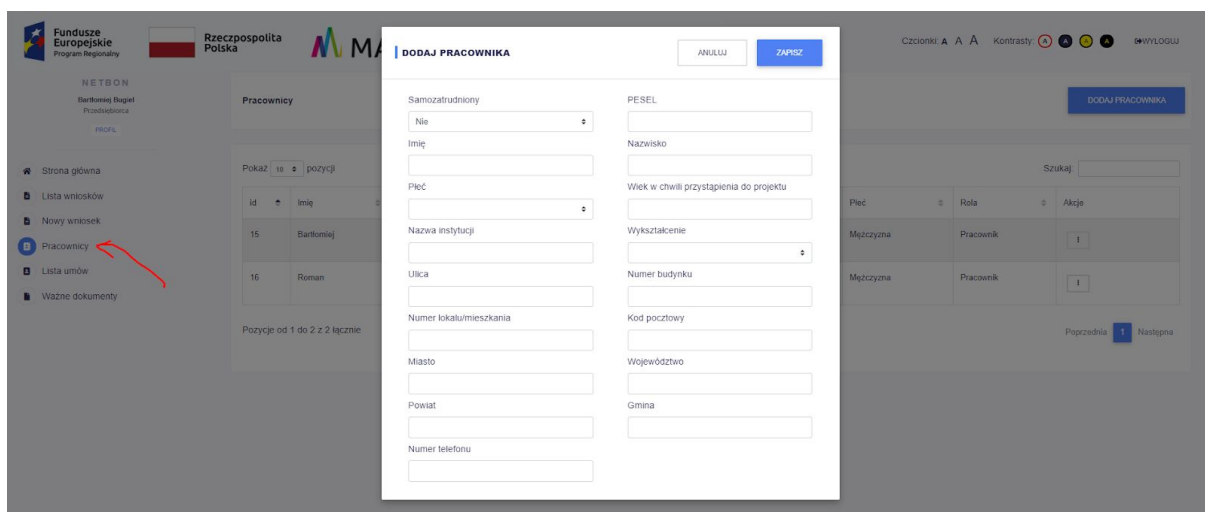 Fundusze
Europejskie
Program Regionalny
Rzeczpospolita
Polska
MA
Czcionki: A A A Kontrasty: A A A A WYLOGUJ
NETBON
Bartłomiej Bugiel
Przedsiębiorca
PROFIL
Strona główna
Lista wniosków
Nowy wniosek
Pracownicy
Lista umów
Ważne dokumenty
Pracownicy
DODAJ PRACOWNIKA
Pokaż 10 pozycji
Szukaj:
id Imię Płeć Rola Akcje
15 Bartłomiej Mężczyzna Pracownik
16 Roman Mężczyzna Pracownik
Pozycje od 1 do 2 z 2 łącznie
Poprzednia 1 Następna
DODAJ PRACOWNIKA
ANULUJ ZAPISZ
Samozatrudniony PESEL
Nie
Imię Nazwisko
Płeć Wiek w chwili przystąpienia do projektu
Nazwa instytucji Wykształcenie
Ulica Numer budynku
Numer lokalu/mieszkania Kod pocztowy
Miasto Województwo
Powiat Gmina
Numer telefonu